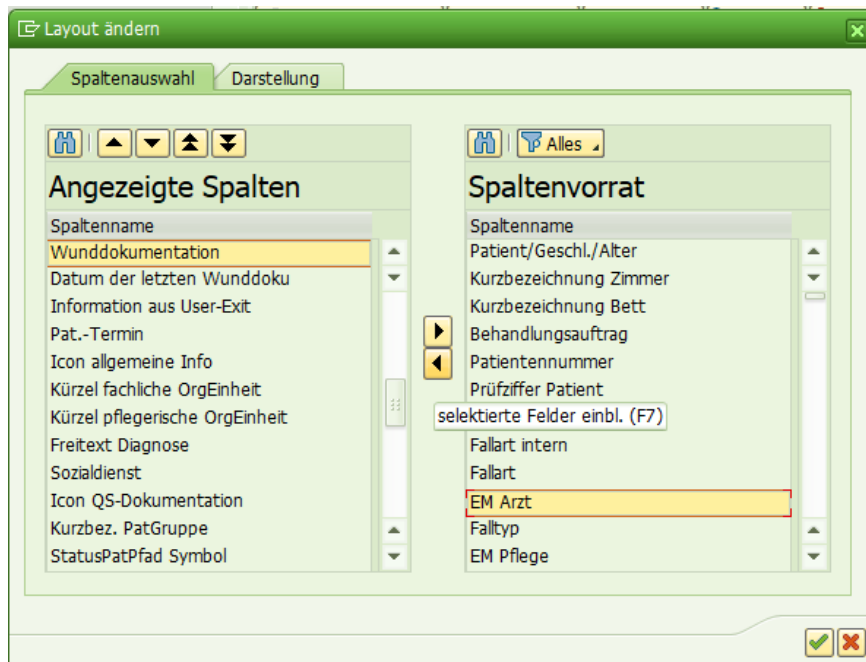 Layout ändern
Spaltenauswahl
Darstellung
Angezeigte Spalten
Spaltenname
Wunddokumentation
Datum der letzten Wunddoku
Information aus User-Exit
Pat.-Termin
Icon allgemeine Info
Kürzel fachliche OrgEinheit
Kürzel pflegerische OrgEinheit
Freitext Diagnose
Sozialdienst
Icon QS-Dokumentation
Kurzbez. PatGruppe
StatusPatPfad Symbol
Alles
Spaltenvorrat
Spaltenname
Patient/Geschl./Alter
Kurzbezeichnung Zimmer
Kurzbezeichnung Bett
Behandlungsauftrag
Patientennummer
Prüfziffer Patient
selektierte Felder einbl. (F7)
Fallart intern
Fallart
EM Arzt
Falltyp
EM Pflege